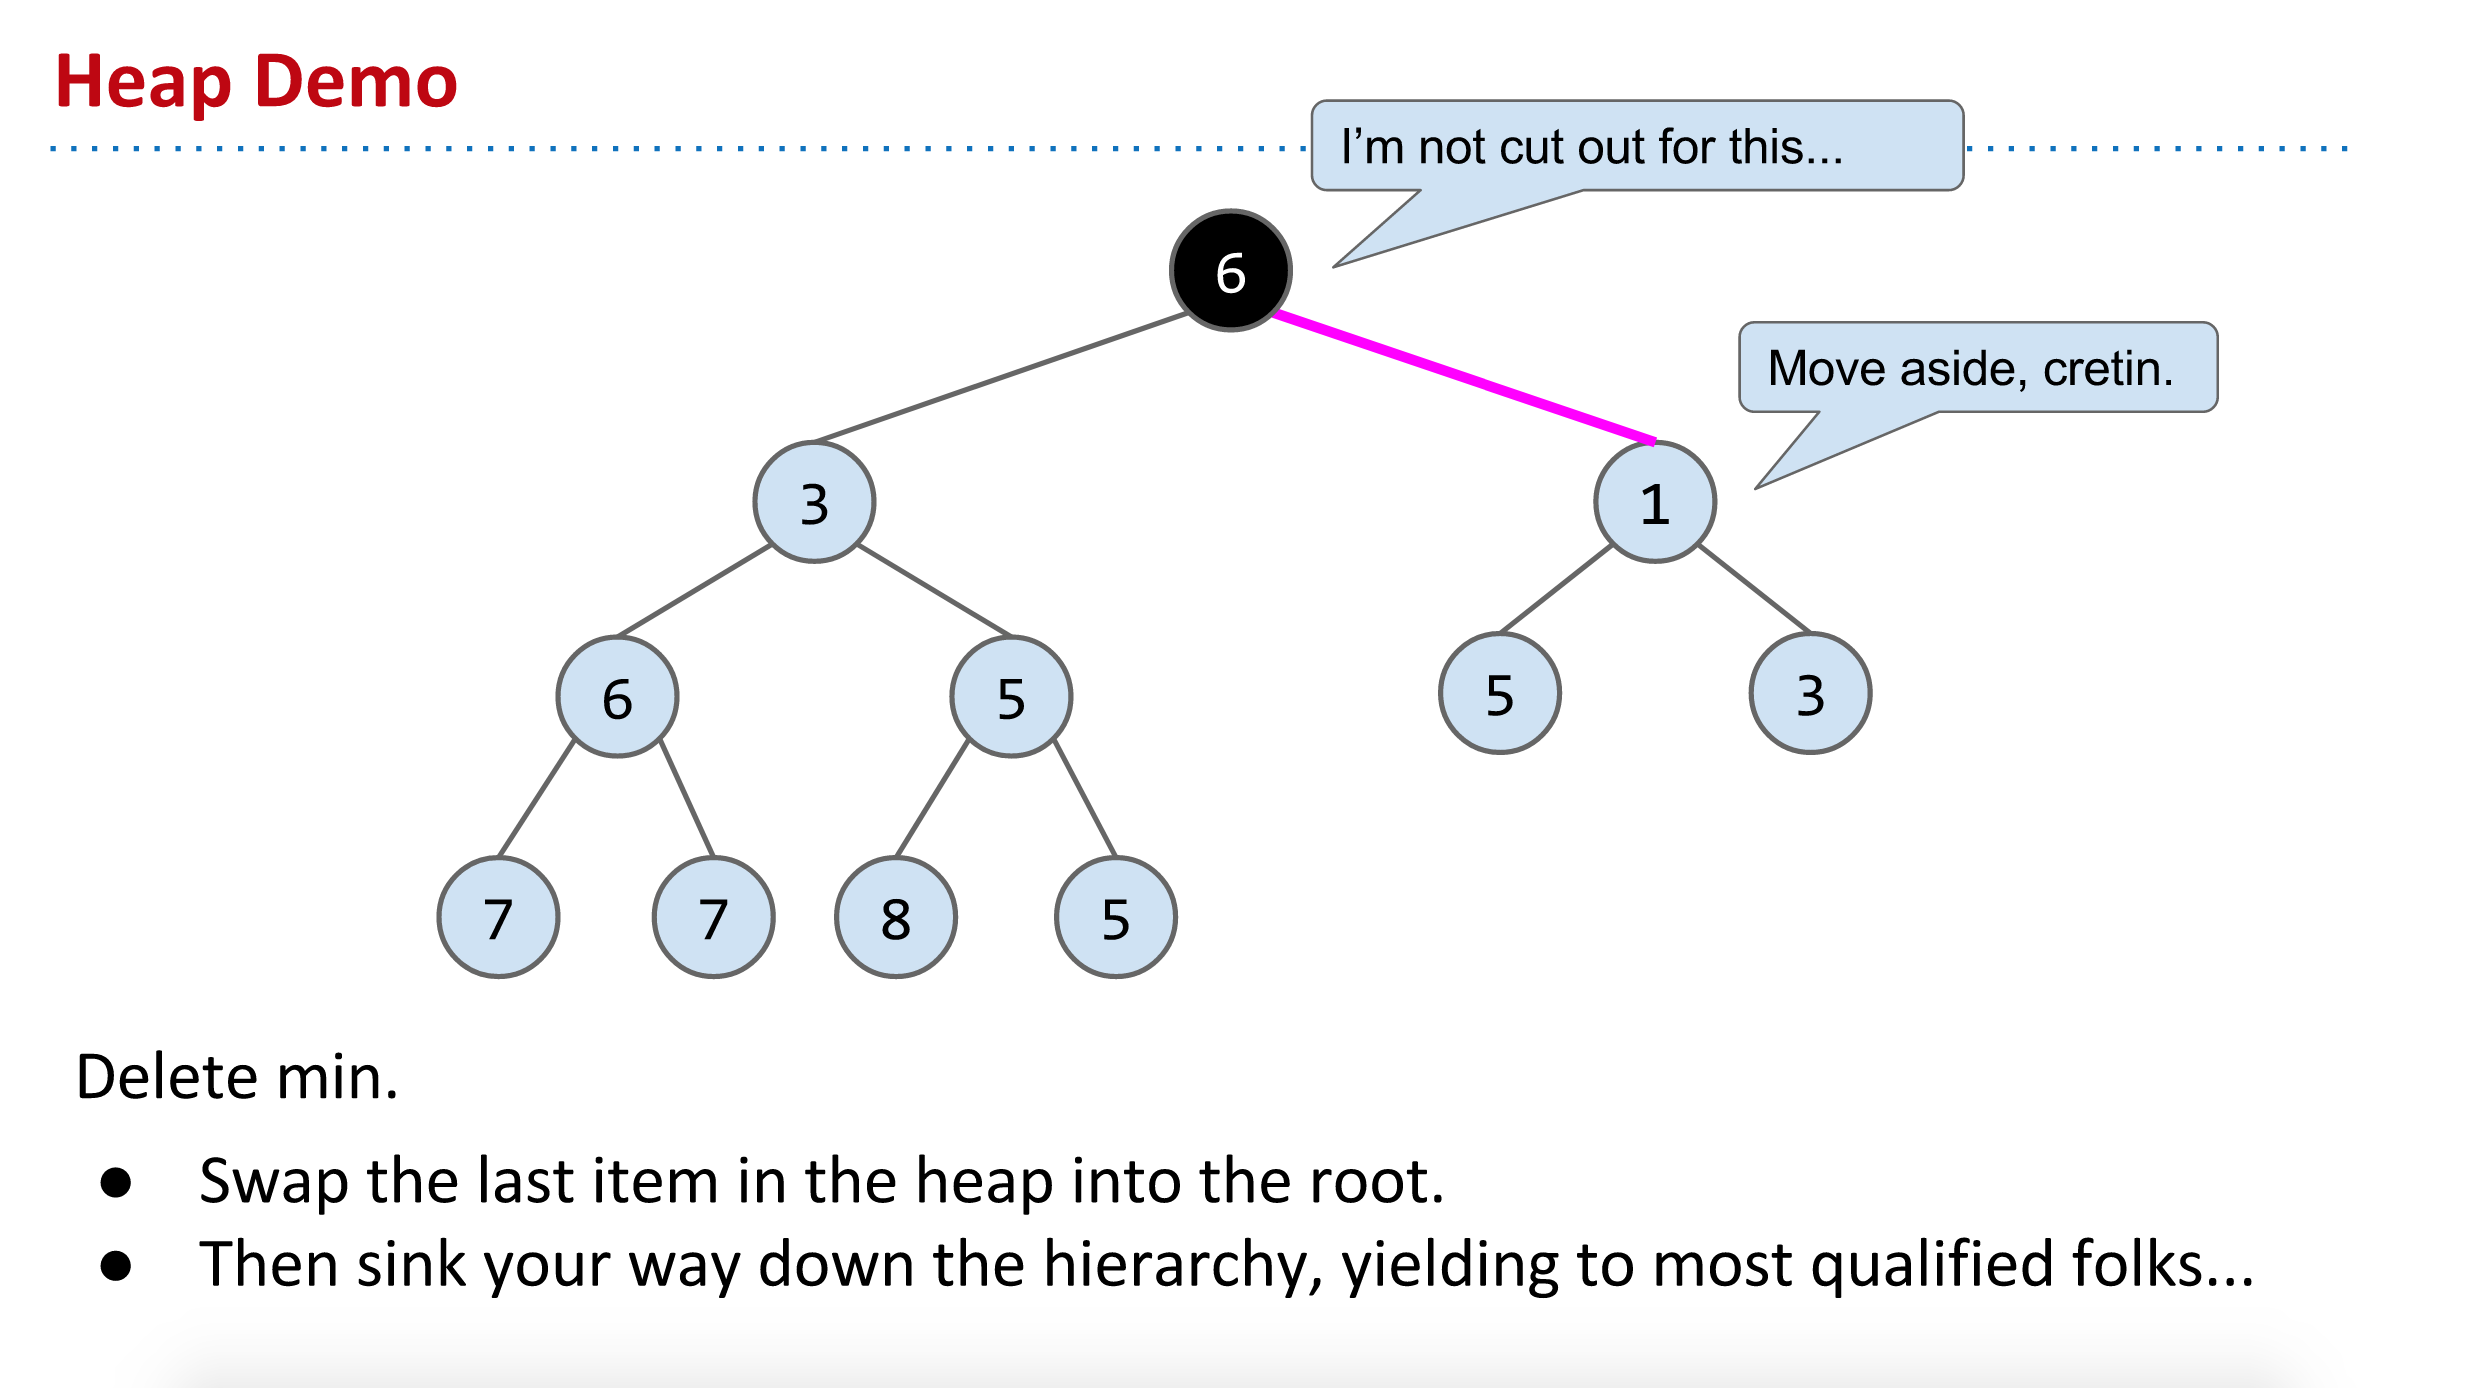 Heap Demo
I’m not cut out for this...
6
Move aside, cretin.
3
1
6
5
5
3
7
7
8
5
Delete min.
● Swap the last item in the heap into the root.
● Then sink your way down the hierarchy, yielding to most qualified folks...